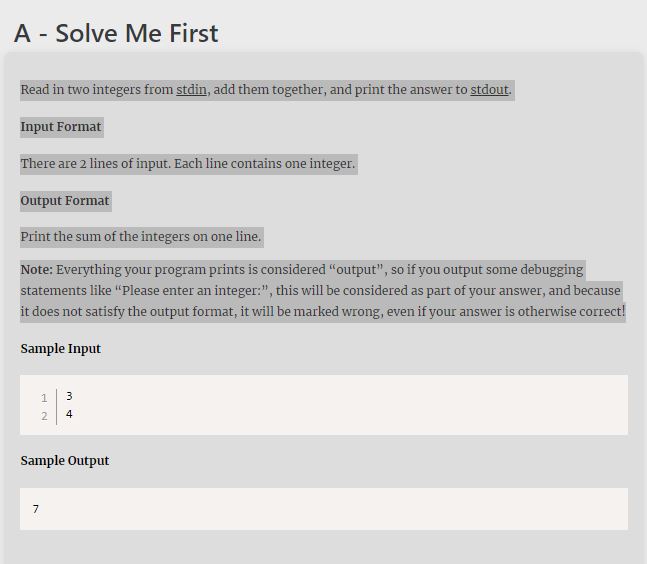 A - Solve Me First
Read in two integers from stdin, add them together, and print the answer to stdout.
Input Format
There are 2 lines of input. Each line contains one integer.
Output Format
Print the sum of the integers on one line.
Note: Everything your program prints is considered “output”, so if you output some debugging
statements like “Please enter an integer:”, this will be considered as part of your answer, and because
it does not satisfy the output format, it will be marked wrong, even if your answer is otherwise correct!
Sample Input
1 3
2 4
Sample Output
7